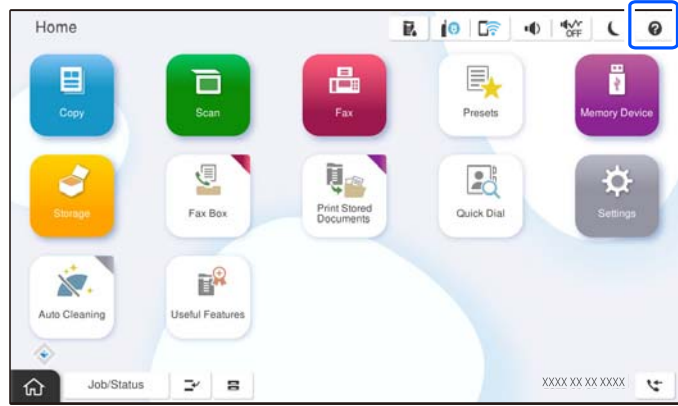 Home
OFF
?
Copy
Scan
Fax
Presets
Memory Device
Storage
Fax Box
Print Stored
Documents
Quick Dial
Settings
Auto Cleaning
Useful Features
Job/Status
XXXX XX XX XXXX